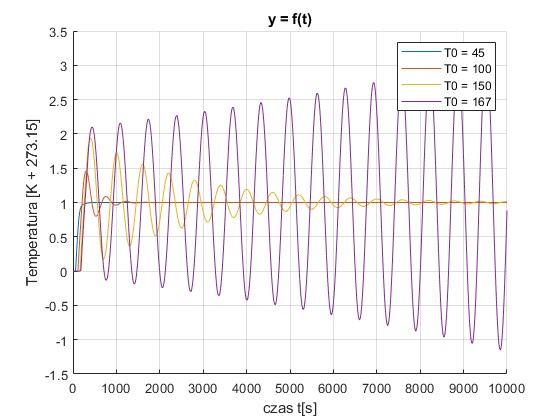 y = f(t)
3.5
3
2.5
2
1.5
1
0.5
0
-0.5
-1
-1.5
Temperatura [K + 273.15]
T0 = 45
T0 = 100
T0 = 150
T0 = 167
0 1000 2000 3000 4000 5000 6000 7000 8000 9000 10000
czas t[s]